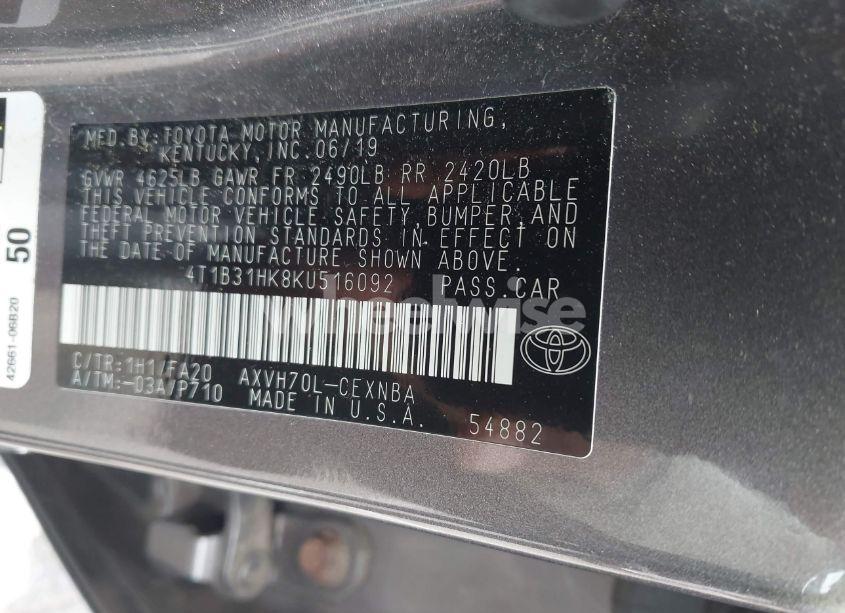 MFD.BY:TOYOTA MOTOR MANUFACTURING,
KENTUCKY,INC.06/19
GVWR 4625LB GAWR FR 2490LB RR 2420LB
THIS VEHICLE CONFORMS TO ALL APPLICABLE
FEDERAL MOTOR VEHICLE SAFETY, BUMPER, AND
THEFT PREVENTION STANDARDS IN EFFECT ON
THE DATE OF MANUFACTURE SHOWN ABOVE.
4T1B31HK8KU516092 PASS.CAR
wheelwise
C/TR:1H1/FA20 AXVH70L-CEXNBA
A/TM:-03A/P710 MADE IN U.S.A. 54882
50
42661-06B20